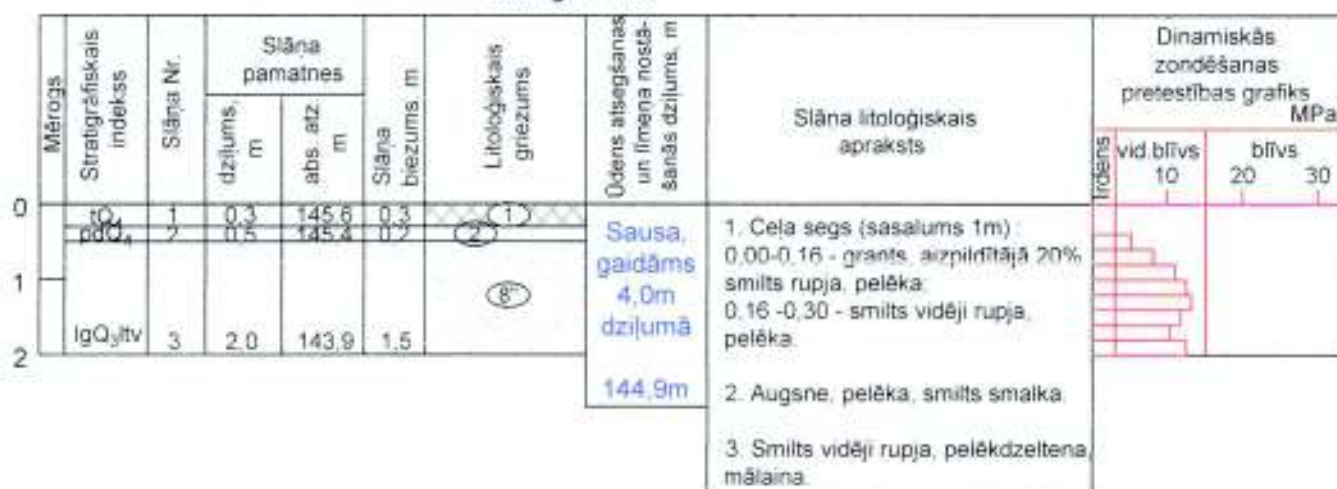 Mērogs
Stratigrāfiskais
indekss
Slāņa Nr.
Slāņa
pamatnes
dziļums,
m
abs. atz.
m
Slāņa
biezums m
Litoloģiskais
griezums
Ūdens atsegšanas
un līmeņa nostā-
šanās dziļums, m
Slāņa litoloģiskais
apraksts
Dinamiskās
zondēšanas
pretestības grafiks
MPa
Irdens
vid.blīvs
blīvs
10 20 30
0
tQ4 1 0,3 145,6 0,3 1
pdQ4 2 0,5 145,4 0,2 2
1
8
lgQ3ltv 3 2,0 143,9 1,5
2
Sausa,
gaidāms
4,0m
dziļumā
144,9m
1. Ceļa segs (sasalums 1m) :
0,00-0,16 - grants, aizpildītājā 20%
smilts rupja, pelēka;
0.16 -0,30 - smilts vidēji rupja,
pelēka.
2. Augsne, pelēka, smilts smalka.
3. Smilts vidēji rupja, pelēkdzeltena,
mālaina.